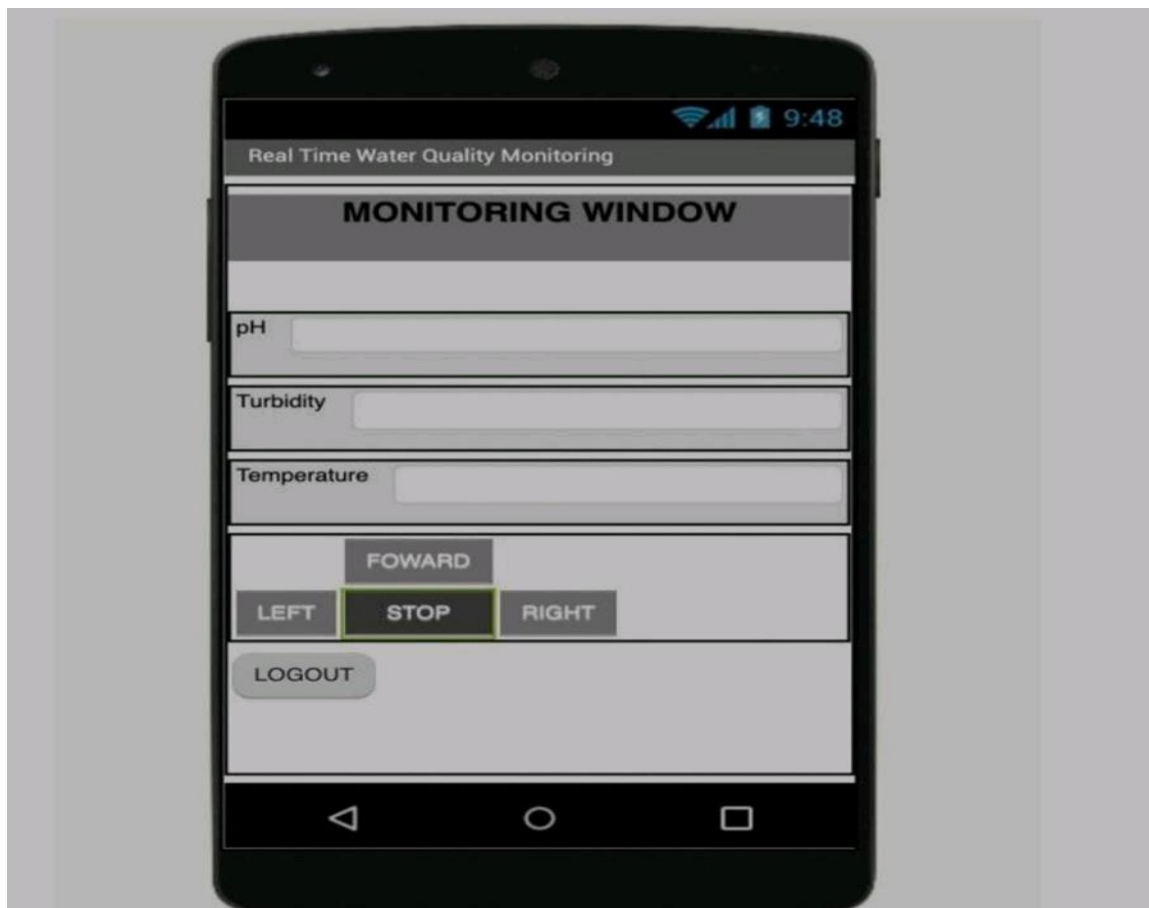 9:48
Real Time Water Quality Monitoring
MONITORING WINDOW
pH
Turbidity
Temperature
FOWARD
LEFT STOP RIGHT
LOGOUT